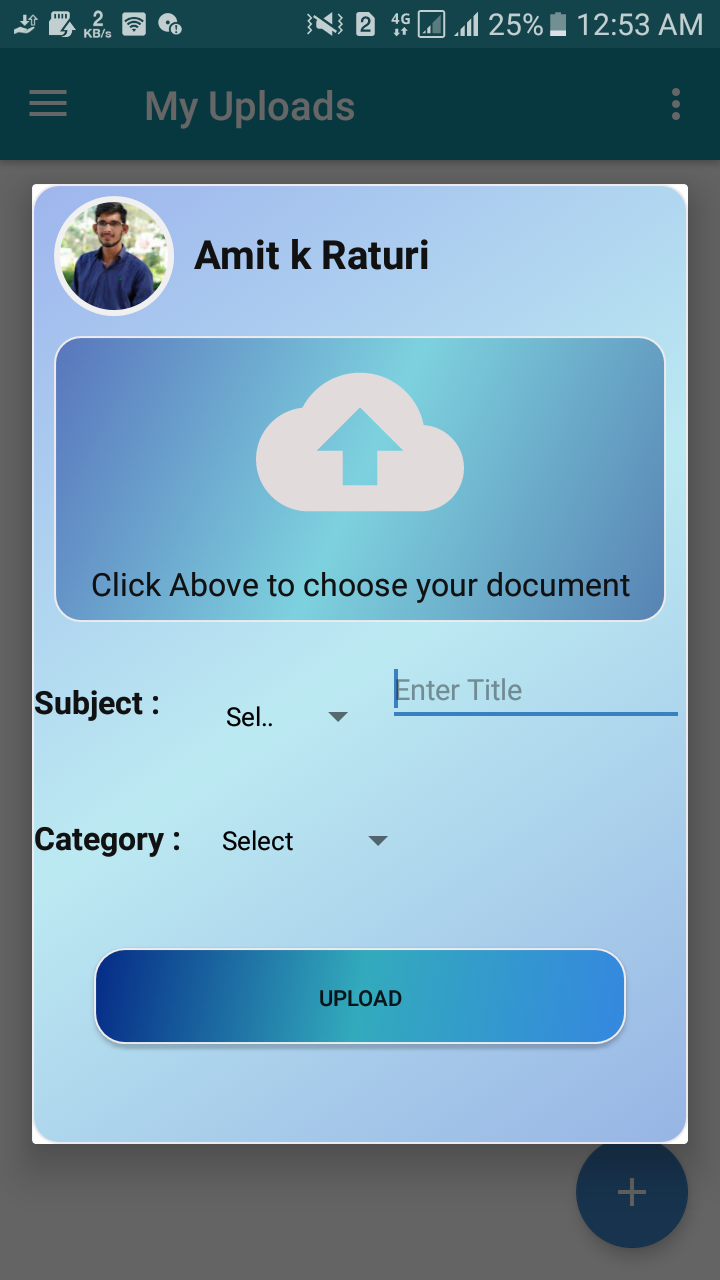 2 KB/s 2 4G 25% 12:53 AM
My Uploads
Amit k Raturi
Click Above to choose your document
Subject : Sel.. Enter Title
Category : Select
UPLOAD